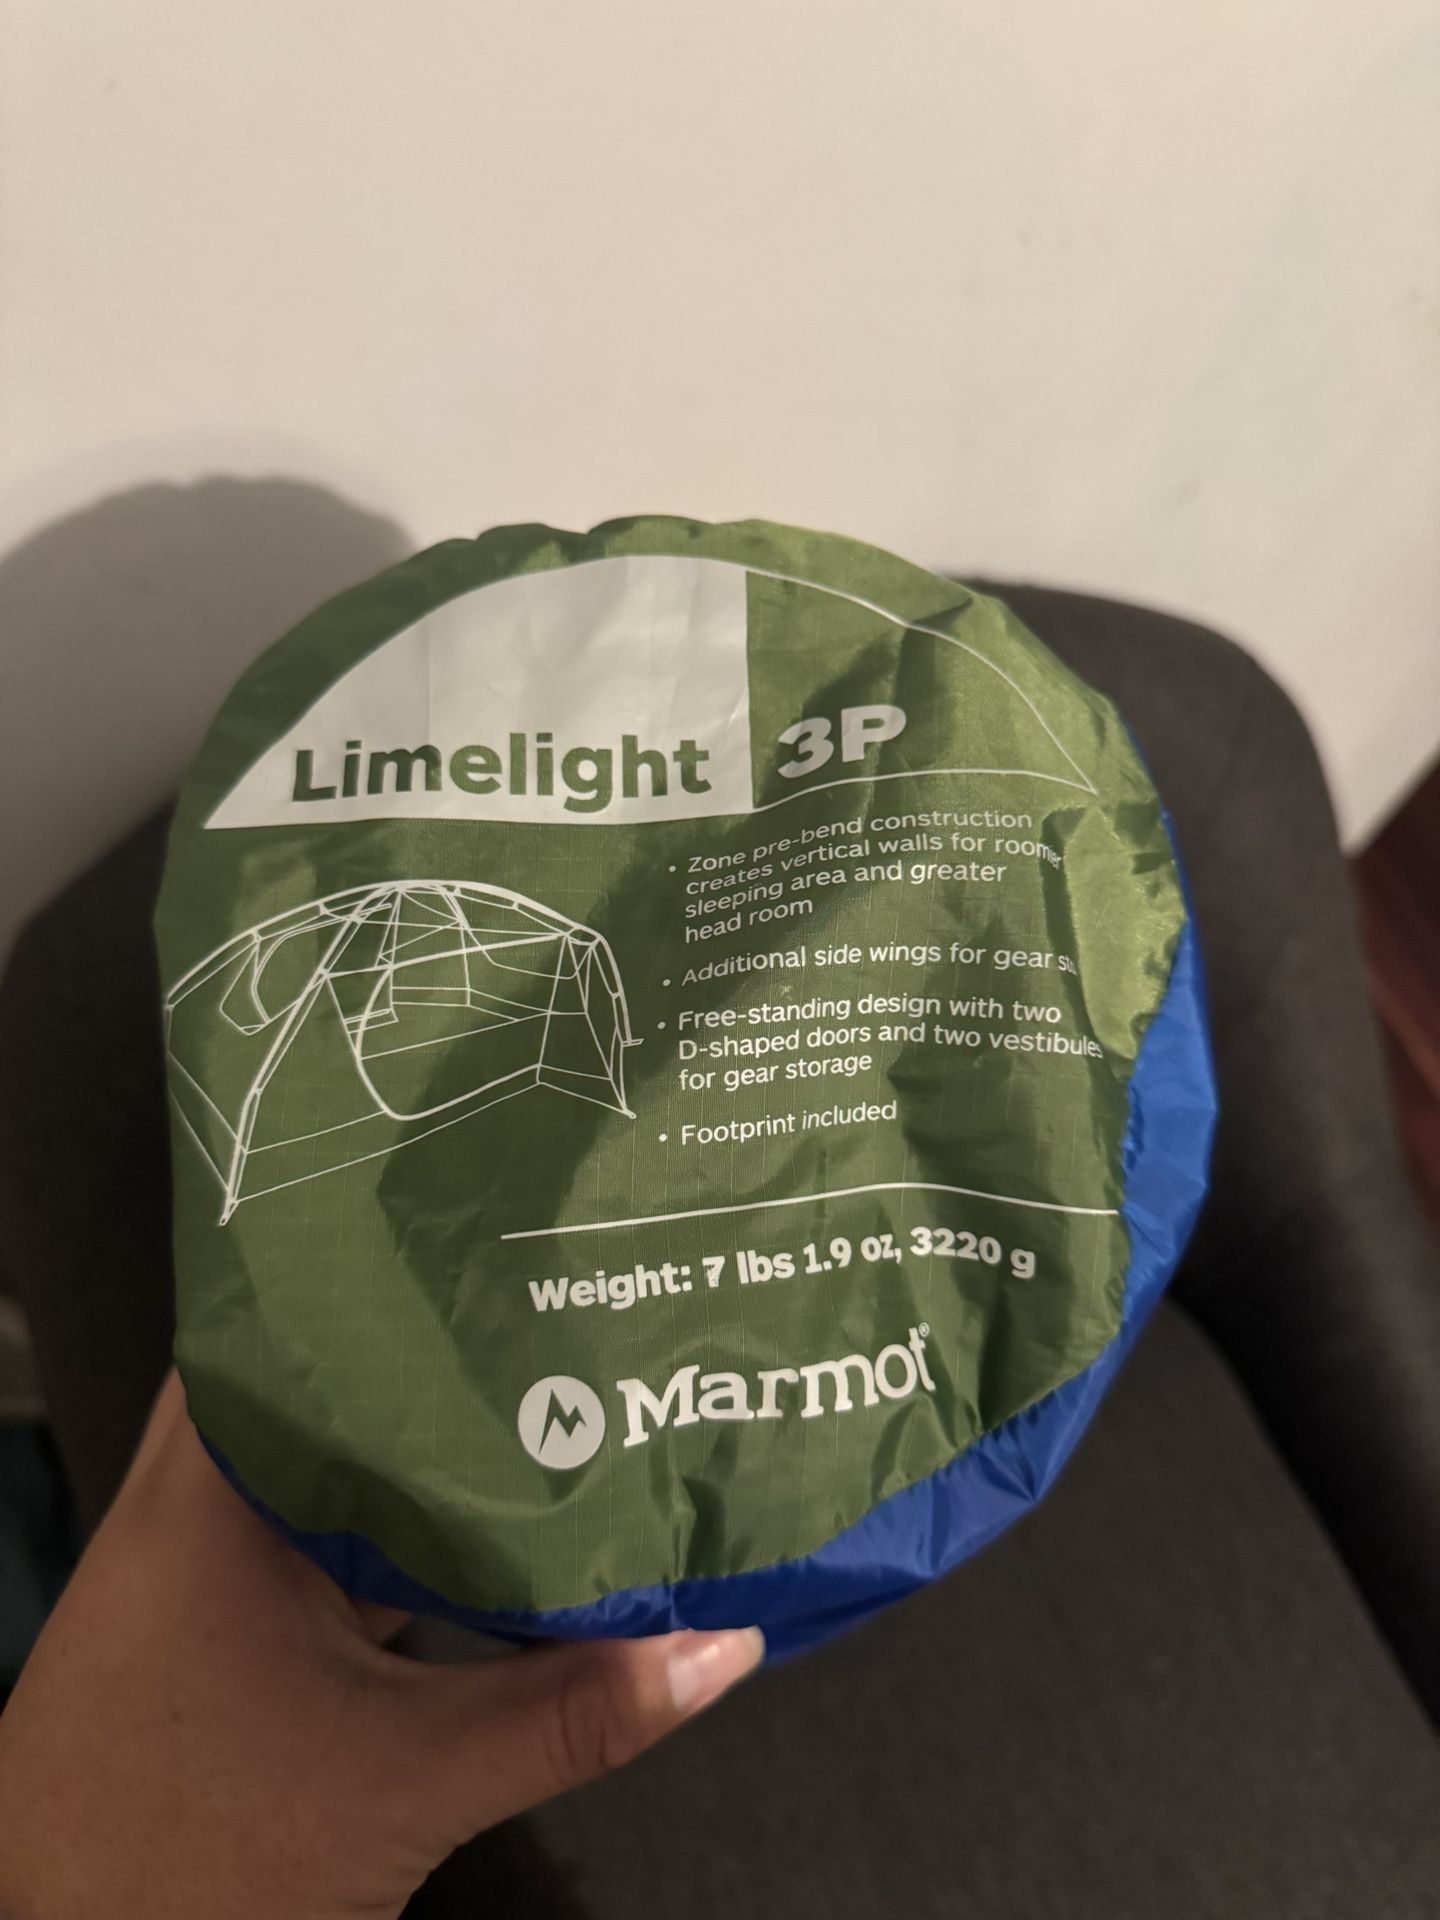 Limelight 3P
• Zone pre-bend construction
creates vertical walls for roomier
sleeping area and greater
head room
• Additional side wings for gear
• Free-standing design with two
D-shaped doors and two vestibules
for gear storage
• Footprint included
Weight: 7 lbs 1.9 oz, 3220 g
Marmot®